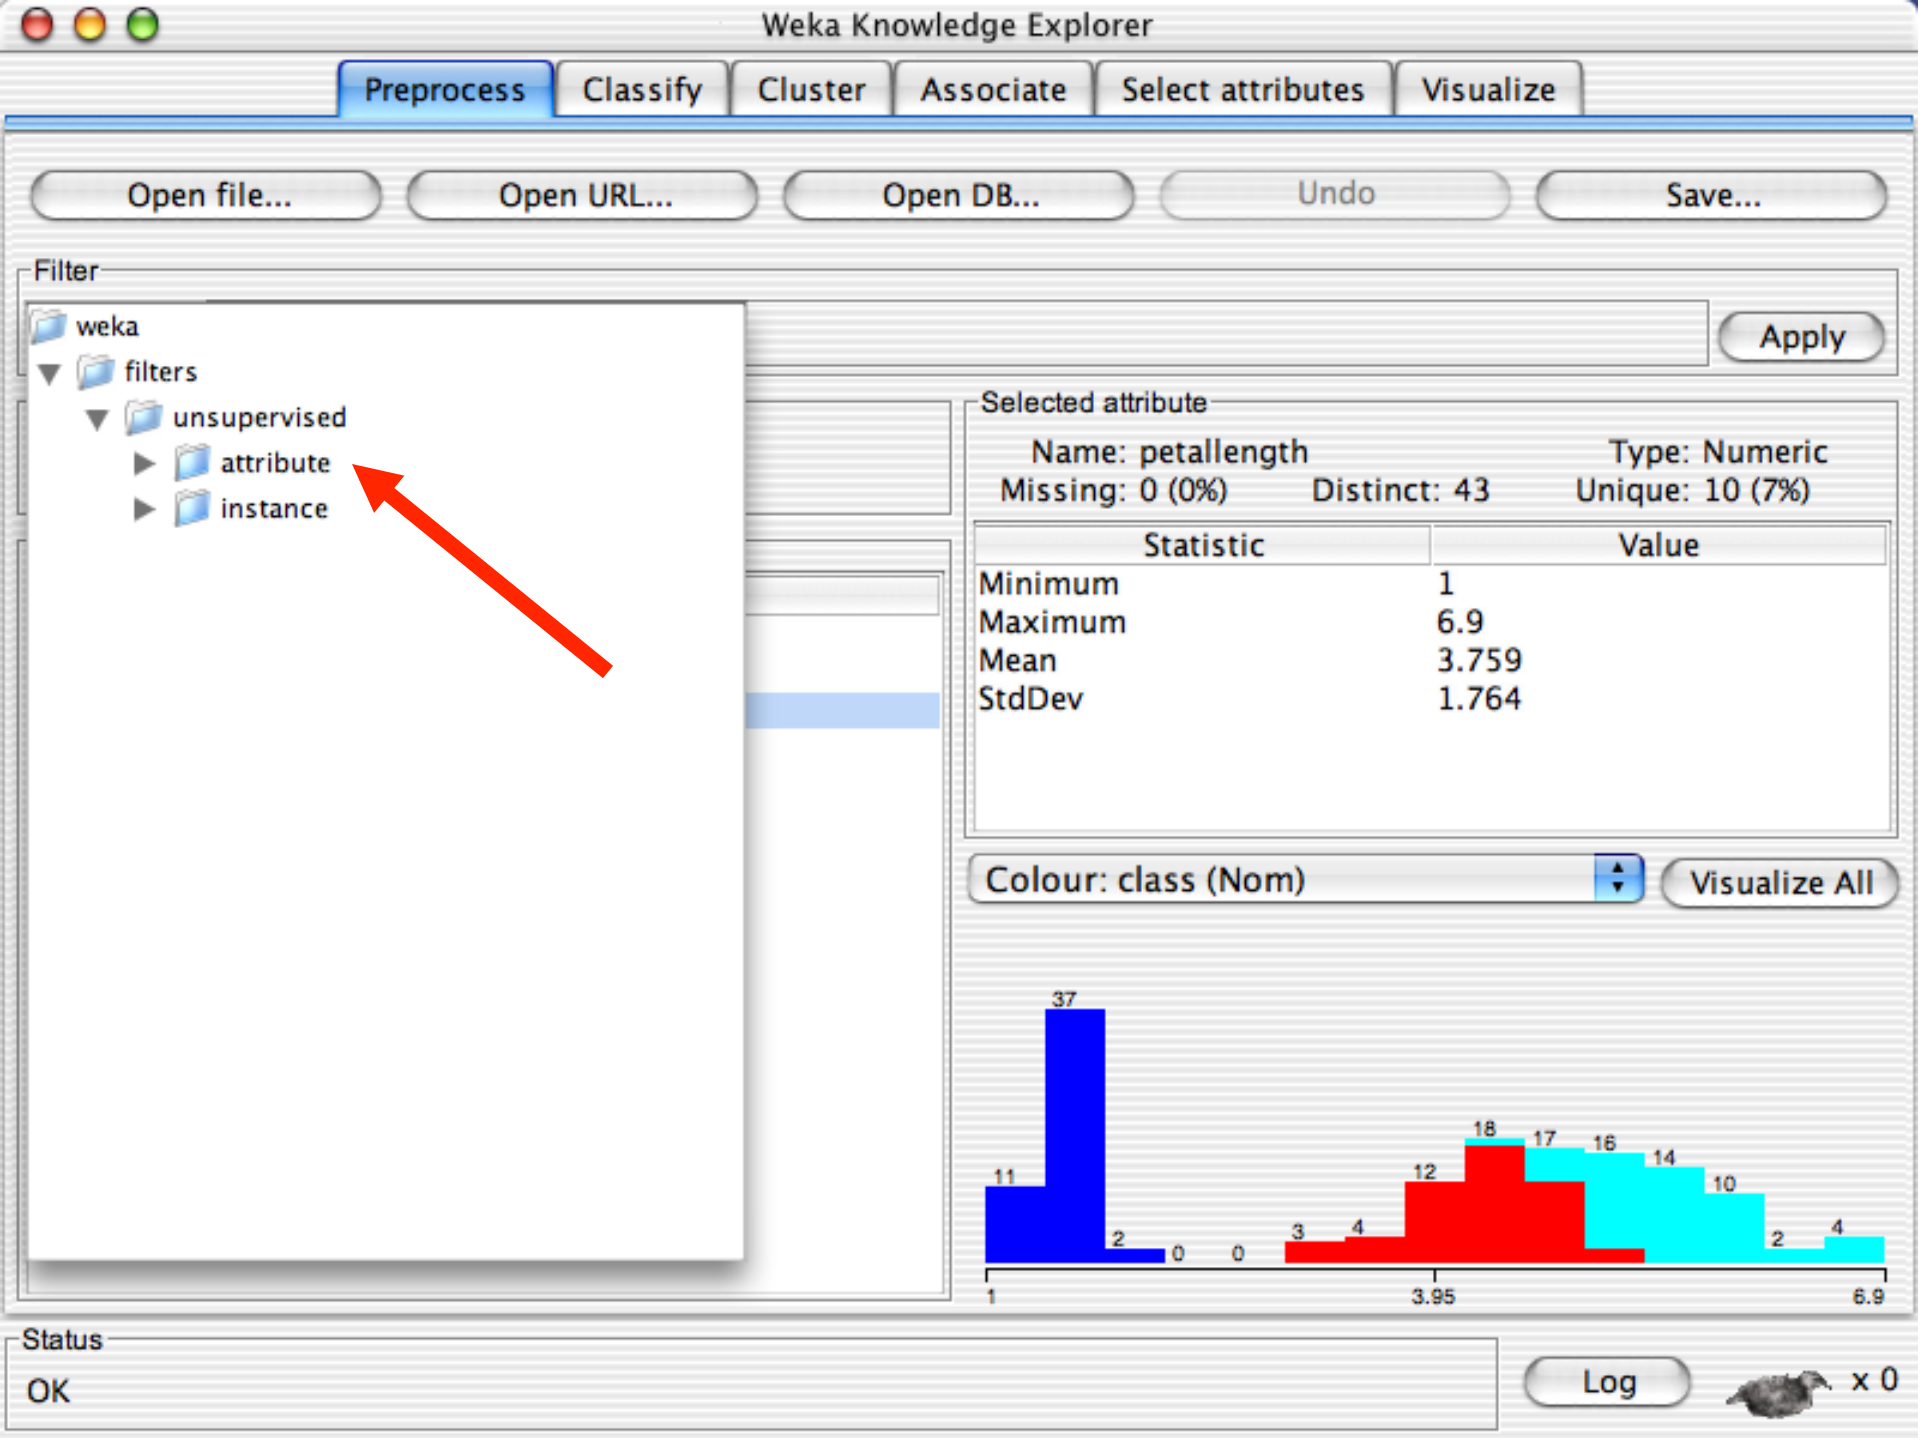 Weka Knowledge Explorer
Preprocess Classify Cluster Associate Select attributes Visualize
Open file... Open URL... Open DB... Undo Save...
Filter
weka
filters
unsupervised
attribute
instance
Apply
Selected attribute
Name: petallength Type: Numeric
Missing: 0 (0%) Distinct: 43 Unique: 10 (7%)
Statistic Value
Minimum 1
Maximum 6.9
Mean 3.759
StdDev 1.764
Colour: class (Nom) Visualize All
37
18 17 16 14
11 12 10
2 0 0 3 4 2 4
1 3.95 6.9
Status
OK
Log x 0